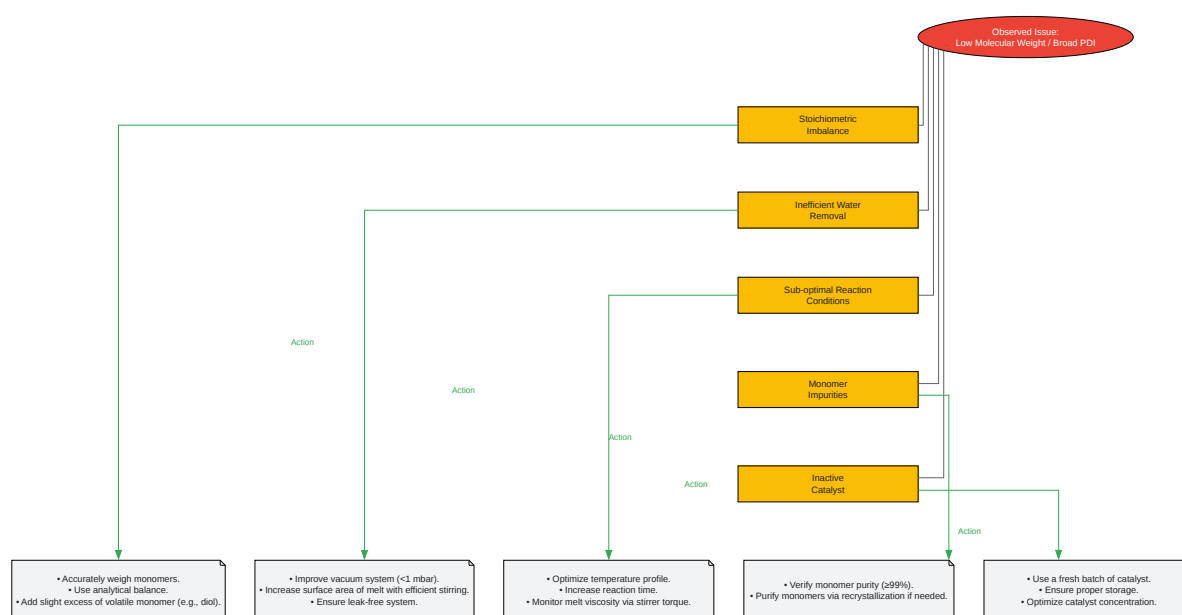 Observed Issue:
Low Molecular Weight / Broad PDI
Stoichiometric
Imbalance
Inefficient Water
Removal
Sub-optimal Reaction
Conditions
Action
Monomer
Impurities
Action
Action
Inactive
Catalyst
Action
Action
• Accurately weigh monomers.
• Use analytical balance.
• Add slight excess of volatile monomer (e.g., diol).
• Improve vacuum system (<1 mbar).
• Increase surface area of melt with efficient stirring.
• Ensure leak-free system.
• Optimize temperature profile.
• Increase reaction time.
• Monitor melt viscosity via stirrer torque.
• Verify monomer purity (≥99%).
• Purify monomers via recrystallization if needed.
• Use a fresh batch of catalyst.
• Ensure proper storage.
• Optimize catalyst concentration.